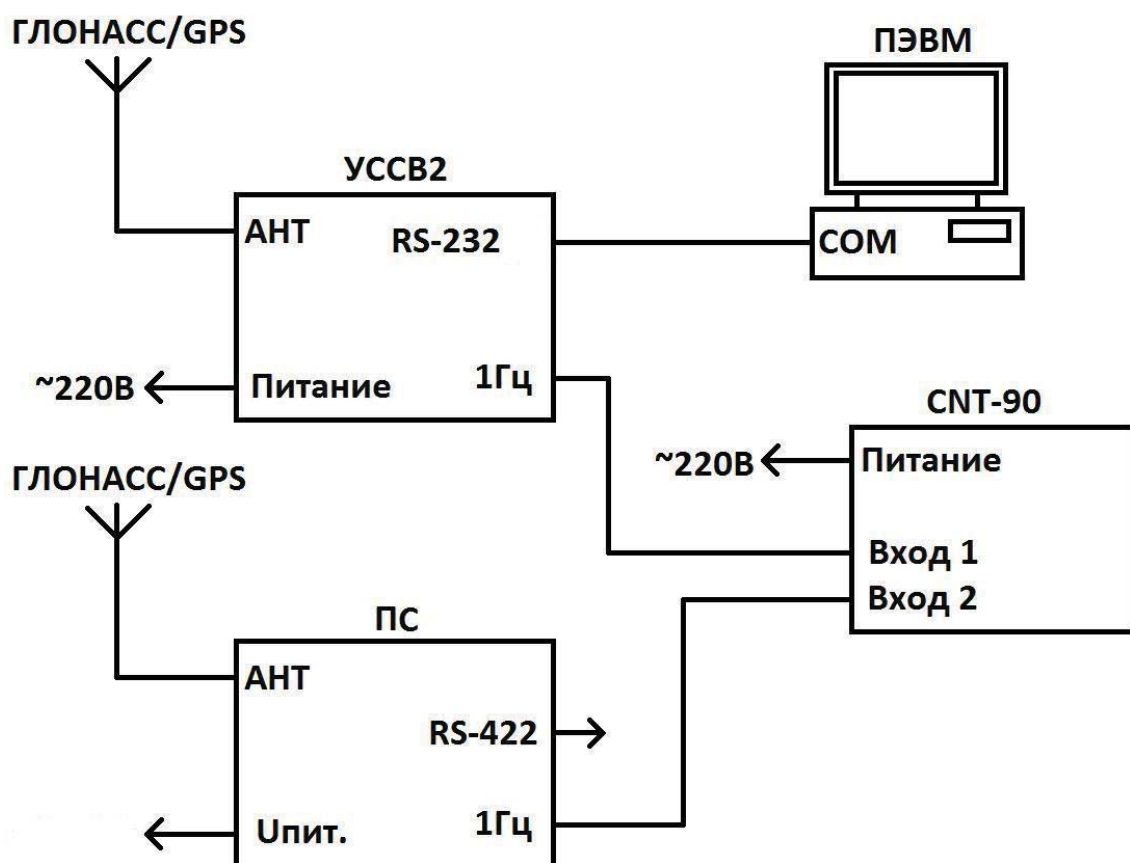 ГЛОНАСС/GPS
ПЭВМ
УССВ2
АНТ
RS-232
COM
~220В
Питание
1Гц
CNT-90
~220В
Питание
ГЛОНАСС/GPS
Вход 1
Вход 2
ПС
АНТ
RS-422
Uпит.
1Гц